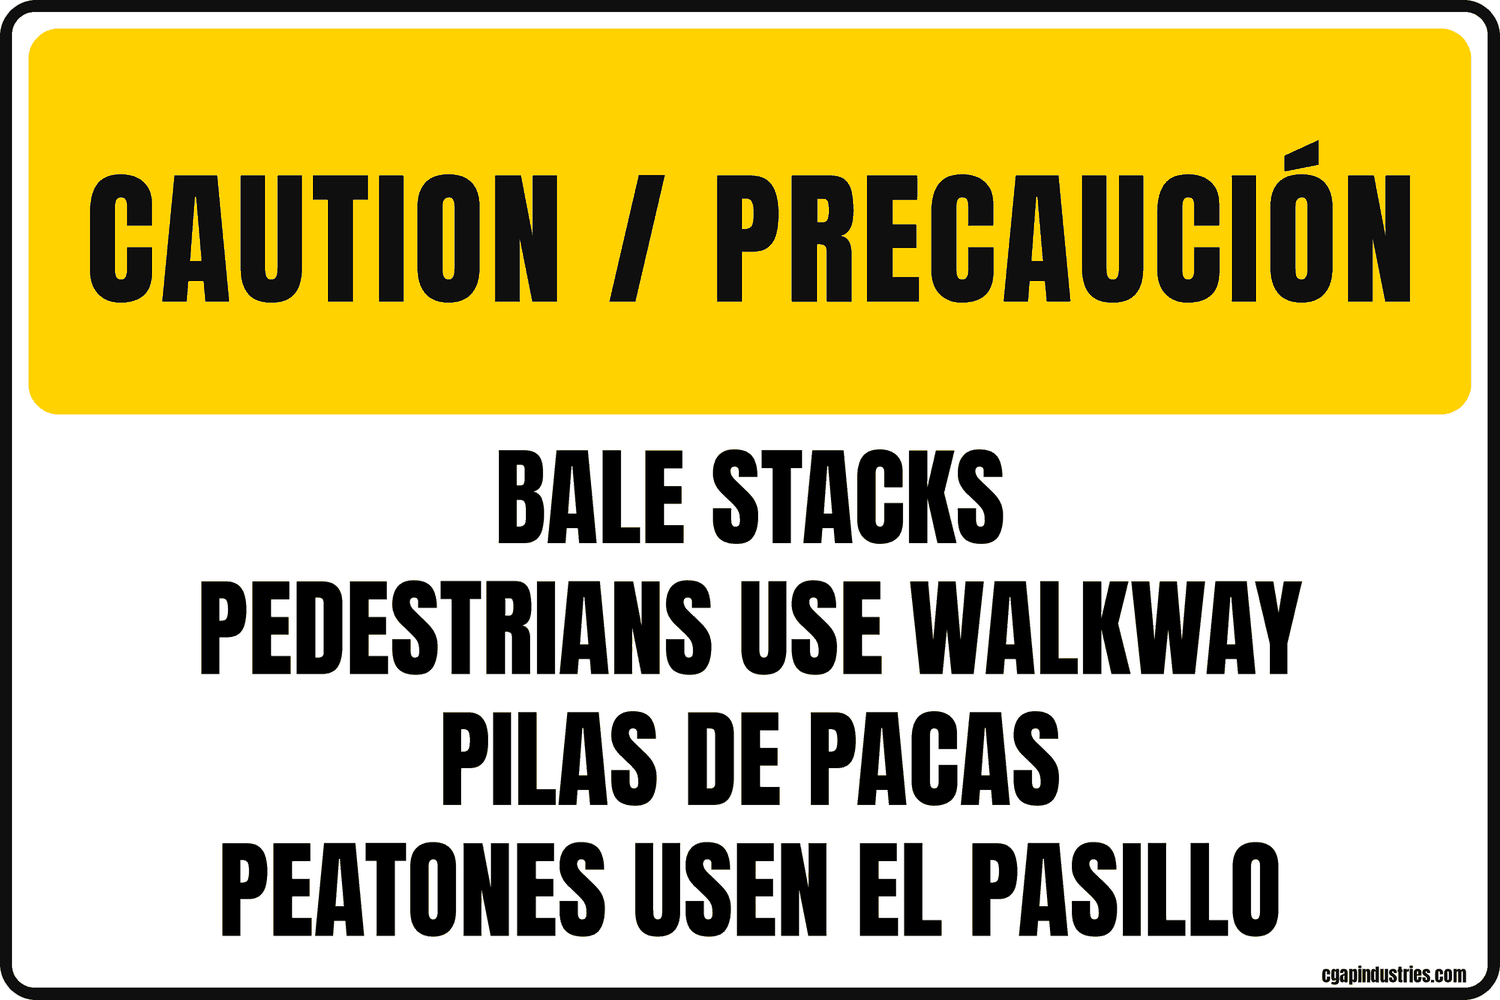 CAUTION / PRECAUCIÓN
BALE STACKS
PEDESTRIANS USE WALKWAY
PILAS DE PACAS
PEATONES USEN EL PASILLO
cgapindustries.com